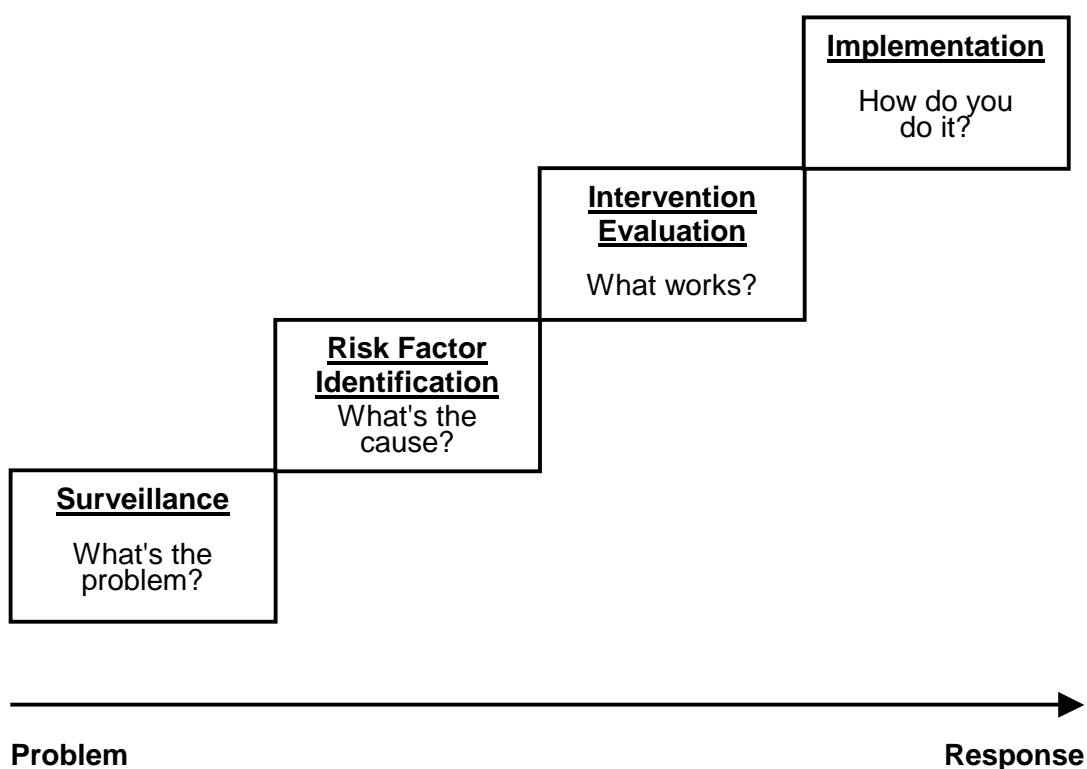 Implementation
How do you
do it?
Intervention
Evaluation
What works?
Risk Factor
Identification
What's the
cause?
Surveillance
What's the
problem?
Problem
Response